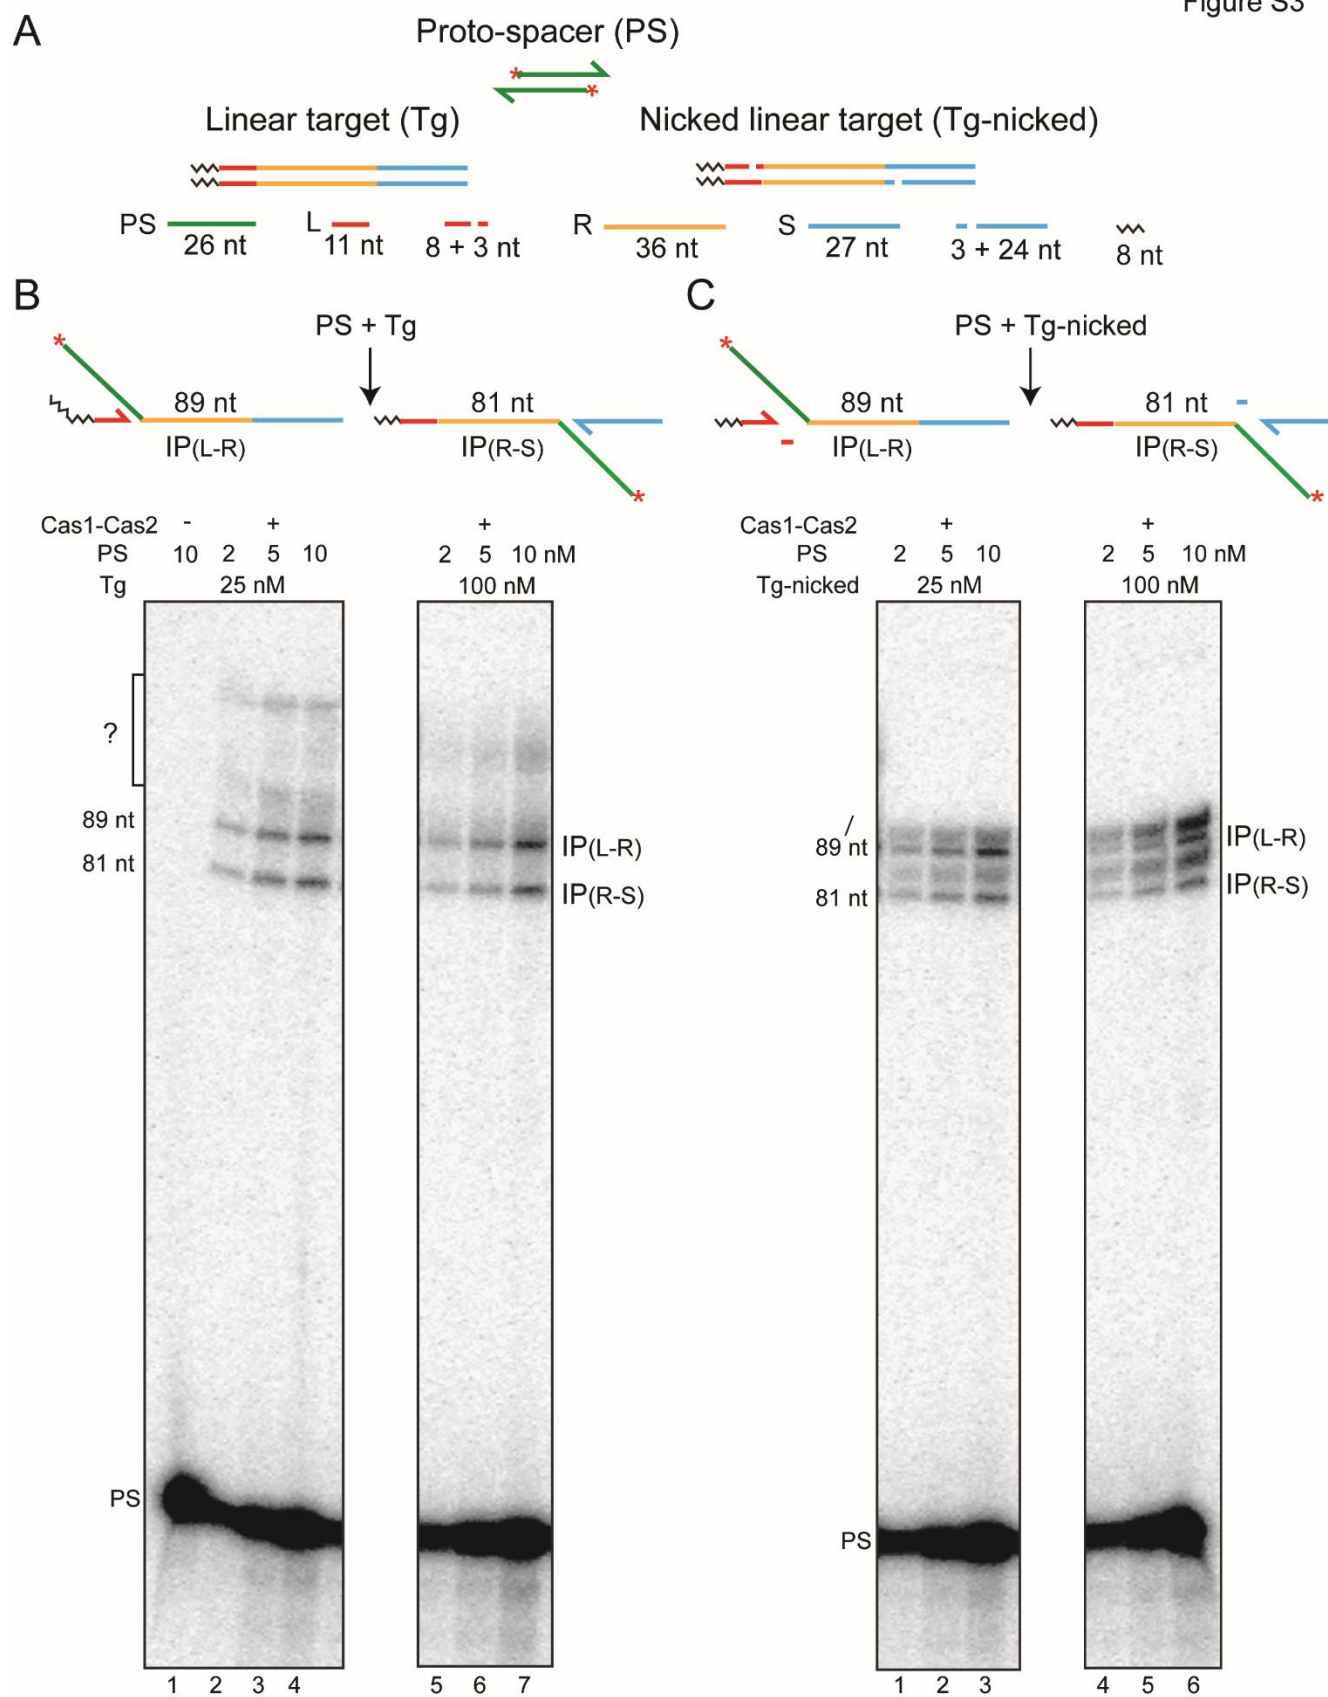 Figure S3
A
Proto-spacer (PS)
* *
Linear target (Tg)
Nicked linear target (Tg-nicked)
PS L R S
26 nt 11 nt 8 + 3 nt 36 nt 27 nt 3 + 24 nt 8 nt
B
PS + Tg
* 89 nt 81 nt
IP(L-R) IP(R-S)
*
C
PS + Tg-nicked
* 89 nt 81 nt
IP(L-R) IP(R-S)
*
Cas1-Cas2 - + +
PS 10 2 5 10 2 5 10 nM
Tg 25 nM 100 nM
Cas1-Cas2 + +
PS 2 5 10 2 5 10 nM
Tg-nicked 25 nM 100 nM
?
89 nt
81 nt
IP(L-R)
IP(R-S)
/
89 nt
81 nt
IP(L-R)
IP(R-S)
PS
PS
1 2 3 4 5 6 7
1 2 3 4 5 6